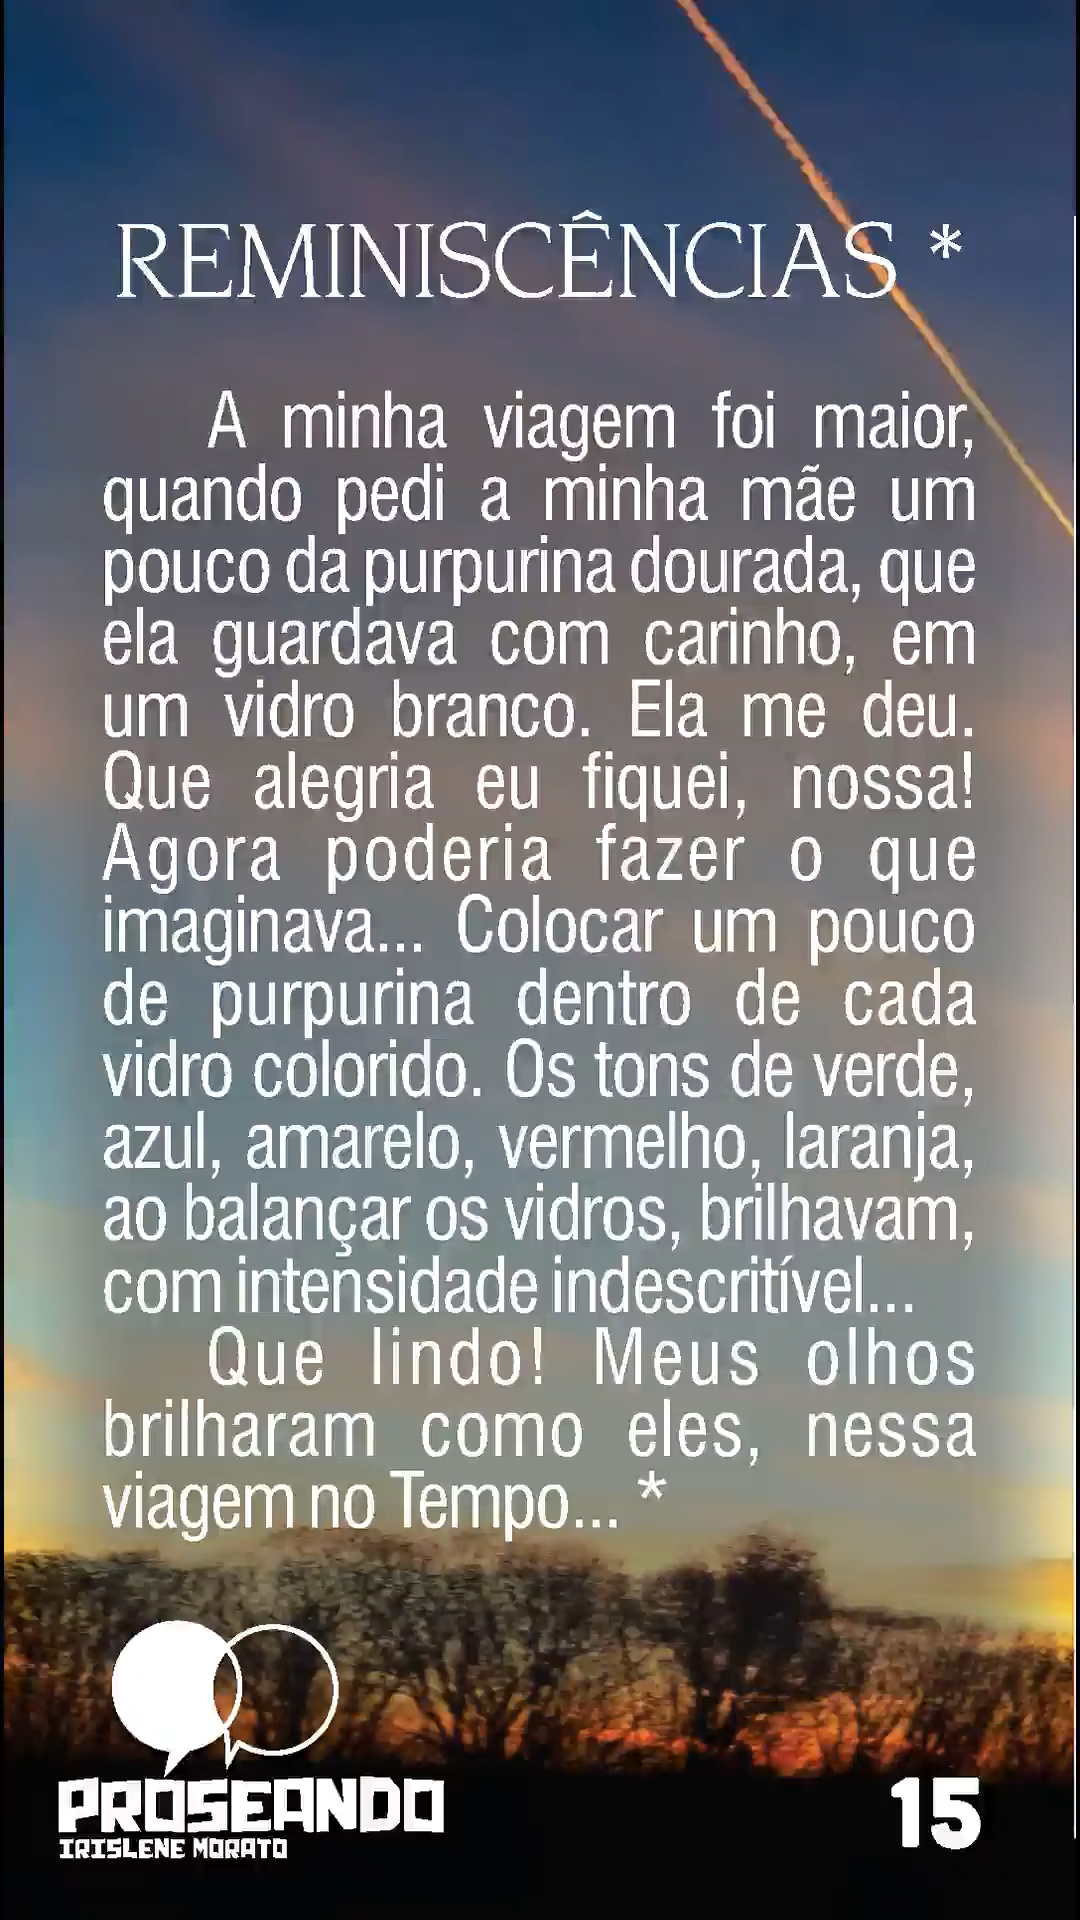 REMINISCÊNCIAS *
A minha viagem foi maior,
quando pedi a minha mãe um
pouco da purpurina dourada, que
ela guardava com carinho, em
um vidro branco. Ela me deu.
Que alegria eu fiquei, nossa!
Agora poderia fazer o que
imaginava... Colocar um pouco
de purpurina dentro de cada
vidro colorido. Os tons de verde,
azul, amarelo, vermelho, laranja,
ao balançar os vidros, brilhavam,
com intensidade indescritível...
Que lindo! Meus olhos
brilharam como eles, nessa
viagem no Tempo... *
PROSEANDO
IRISLENE MORATO
15